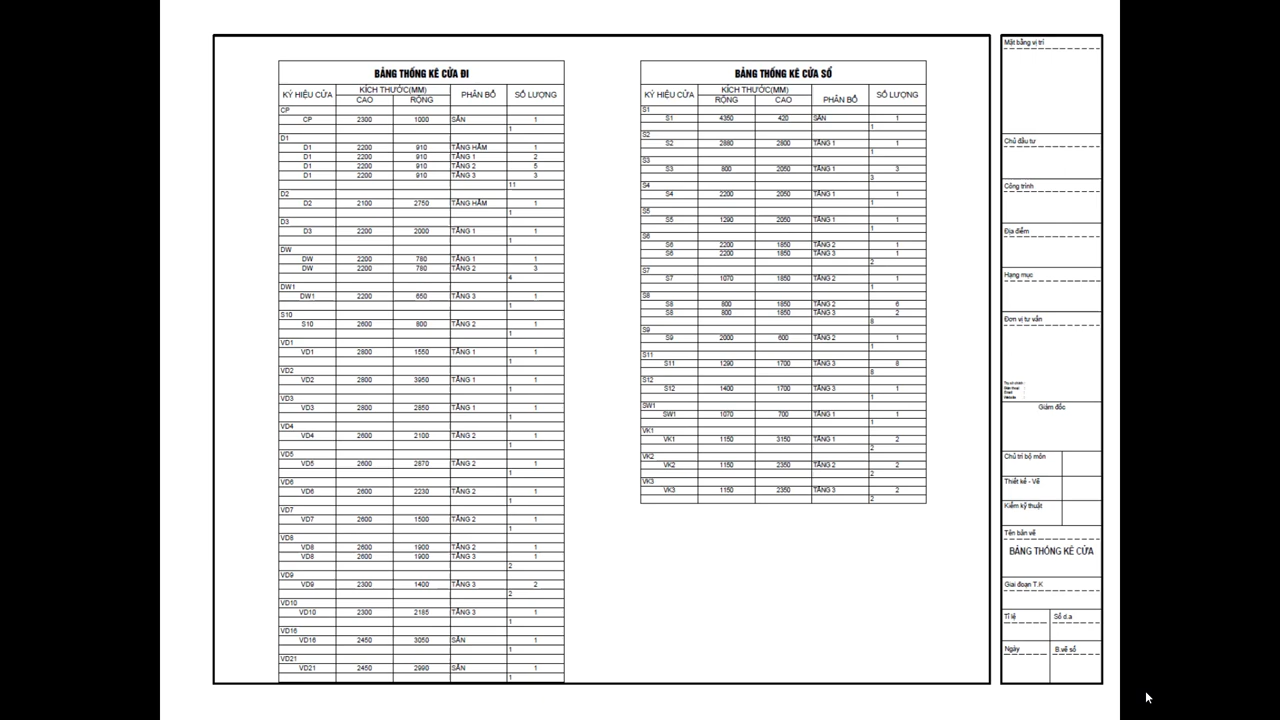 BẢNG THỐNG KÊ CỬA ĐI
KÝ HIỆU CỬA KÍCH THƯỚC(MM) PHÂN BỐ SỐ LƯỢNG
CAO RỘNG
CP
CP 2300 1000 SÂN 1
1
D1
D1 2200 910 TẦNG HẦM 1
D1 2200 910 TẦNG 1 2
D1 2200 910 TẦNG 2 5
D1 2200 910 TẦNG 3 3
11
D2
D2 2100 2750 TẦNG HẦM 1
1
D3
D3 2200 2000 TẦNG 1 1
1
DW
DW 2200 780 TẦNG 1 1
DW 2200 780 TẦNG 2 3
4
DW1
DW1 2200 650 TẦNG 3 1
1
S10
S10 2600 800 TẦNG 2 1
1
VD1
VD1 2800 1550 TẦNG 1 1
1
VD2
VD2 2800 3950 TẦNG 1 1
1
VD3
VD3 2800 2850 TẦNG 1 1
1
VD4
VD4 2600 2100 TẦNG 2 1
1
VD5
VD5 2600 2870 TẦNG 2 1
1
VD6
VD6 2600 2230 TẦNG 2 1
1
VD7
VD7 2600 1500 TẦNG 2 1
1
VD8
VD8 2600 1900 TẦNG 2 1
VD8 2600 1900 TẦNG 3 1
2
VD9
VD9 2300 1400 TẦNG 3 2
2
VD10
VD10 2300 2185 TẦNG 3 1
1
VD16
VD16 2450 3050 SÂN 1
1
VD21
VD21 2450 2990 SÂN 1
1
BẢNG THỐNG KÊ CỬA SỔ
KÝ HIỆU CỬA KÍCH THƯỚC(MM) PHÂN BỐ SỐ LƯỢNG
RỘNG CAO
S1
S1 4350 420 SÂN 1
1
S2
S2 2880 2800 TẦNG 1 1
1
S3
S3 800 2050 TẦNG 1 3
3
S4
S4 2200 2050 TẦNG 1 1
1
S5
S5 1290 2050 TẦNG 1 1
1
S6
S6 2200 1850 TẦNG 2 1
S6 2200 1850 TẦNG 3 1
2
S7
S7 1070 1850 TẦNG 2 1
1
S8
S8 800 1850 TẦNG 2 6
S8 800 1850 TẦNG 3 2
8
S9
S9 2000 600 TẦNG 2 1
1
S11
S11 1290 1700 TẦNG 3 8
8
S12
S12 1400 1700 TẦNG 3 1
1
SW1
SW1 1070 700 TẦNG 1 1
1
VK1
VK1 1150 3150 TẦNG 1 2
2
VK2
VK2 1150 2350 TẦNG 2 2
2
VK3
VK3 1150 2350 TẦNG 3 2
2
Mặt bằng vị trí
Chủ đầu tư
Công trình
Địa điểm
Hạng mục
Đơn vị tư vấn
Giám đốc
Chủ trì bộ môn
Thiết kế - Vẽ
Kiểm kỹ thuật
Tên bản vẽ
BẢNG THỐNG KÊ CỬA
Giai đoạn T.K
Tỉ lệ Số d.a
Ngày B.vẽ số